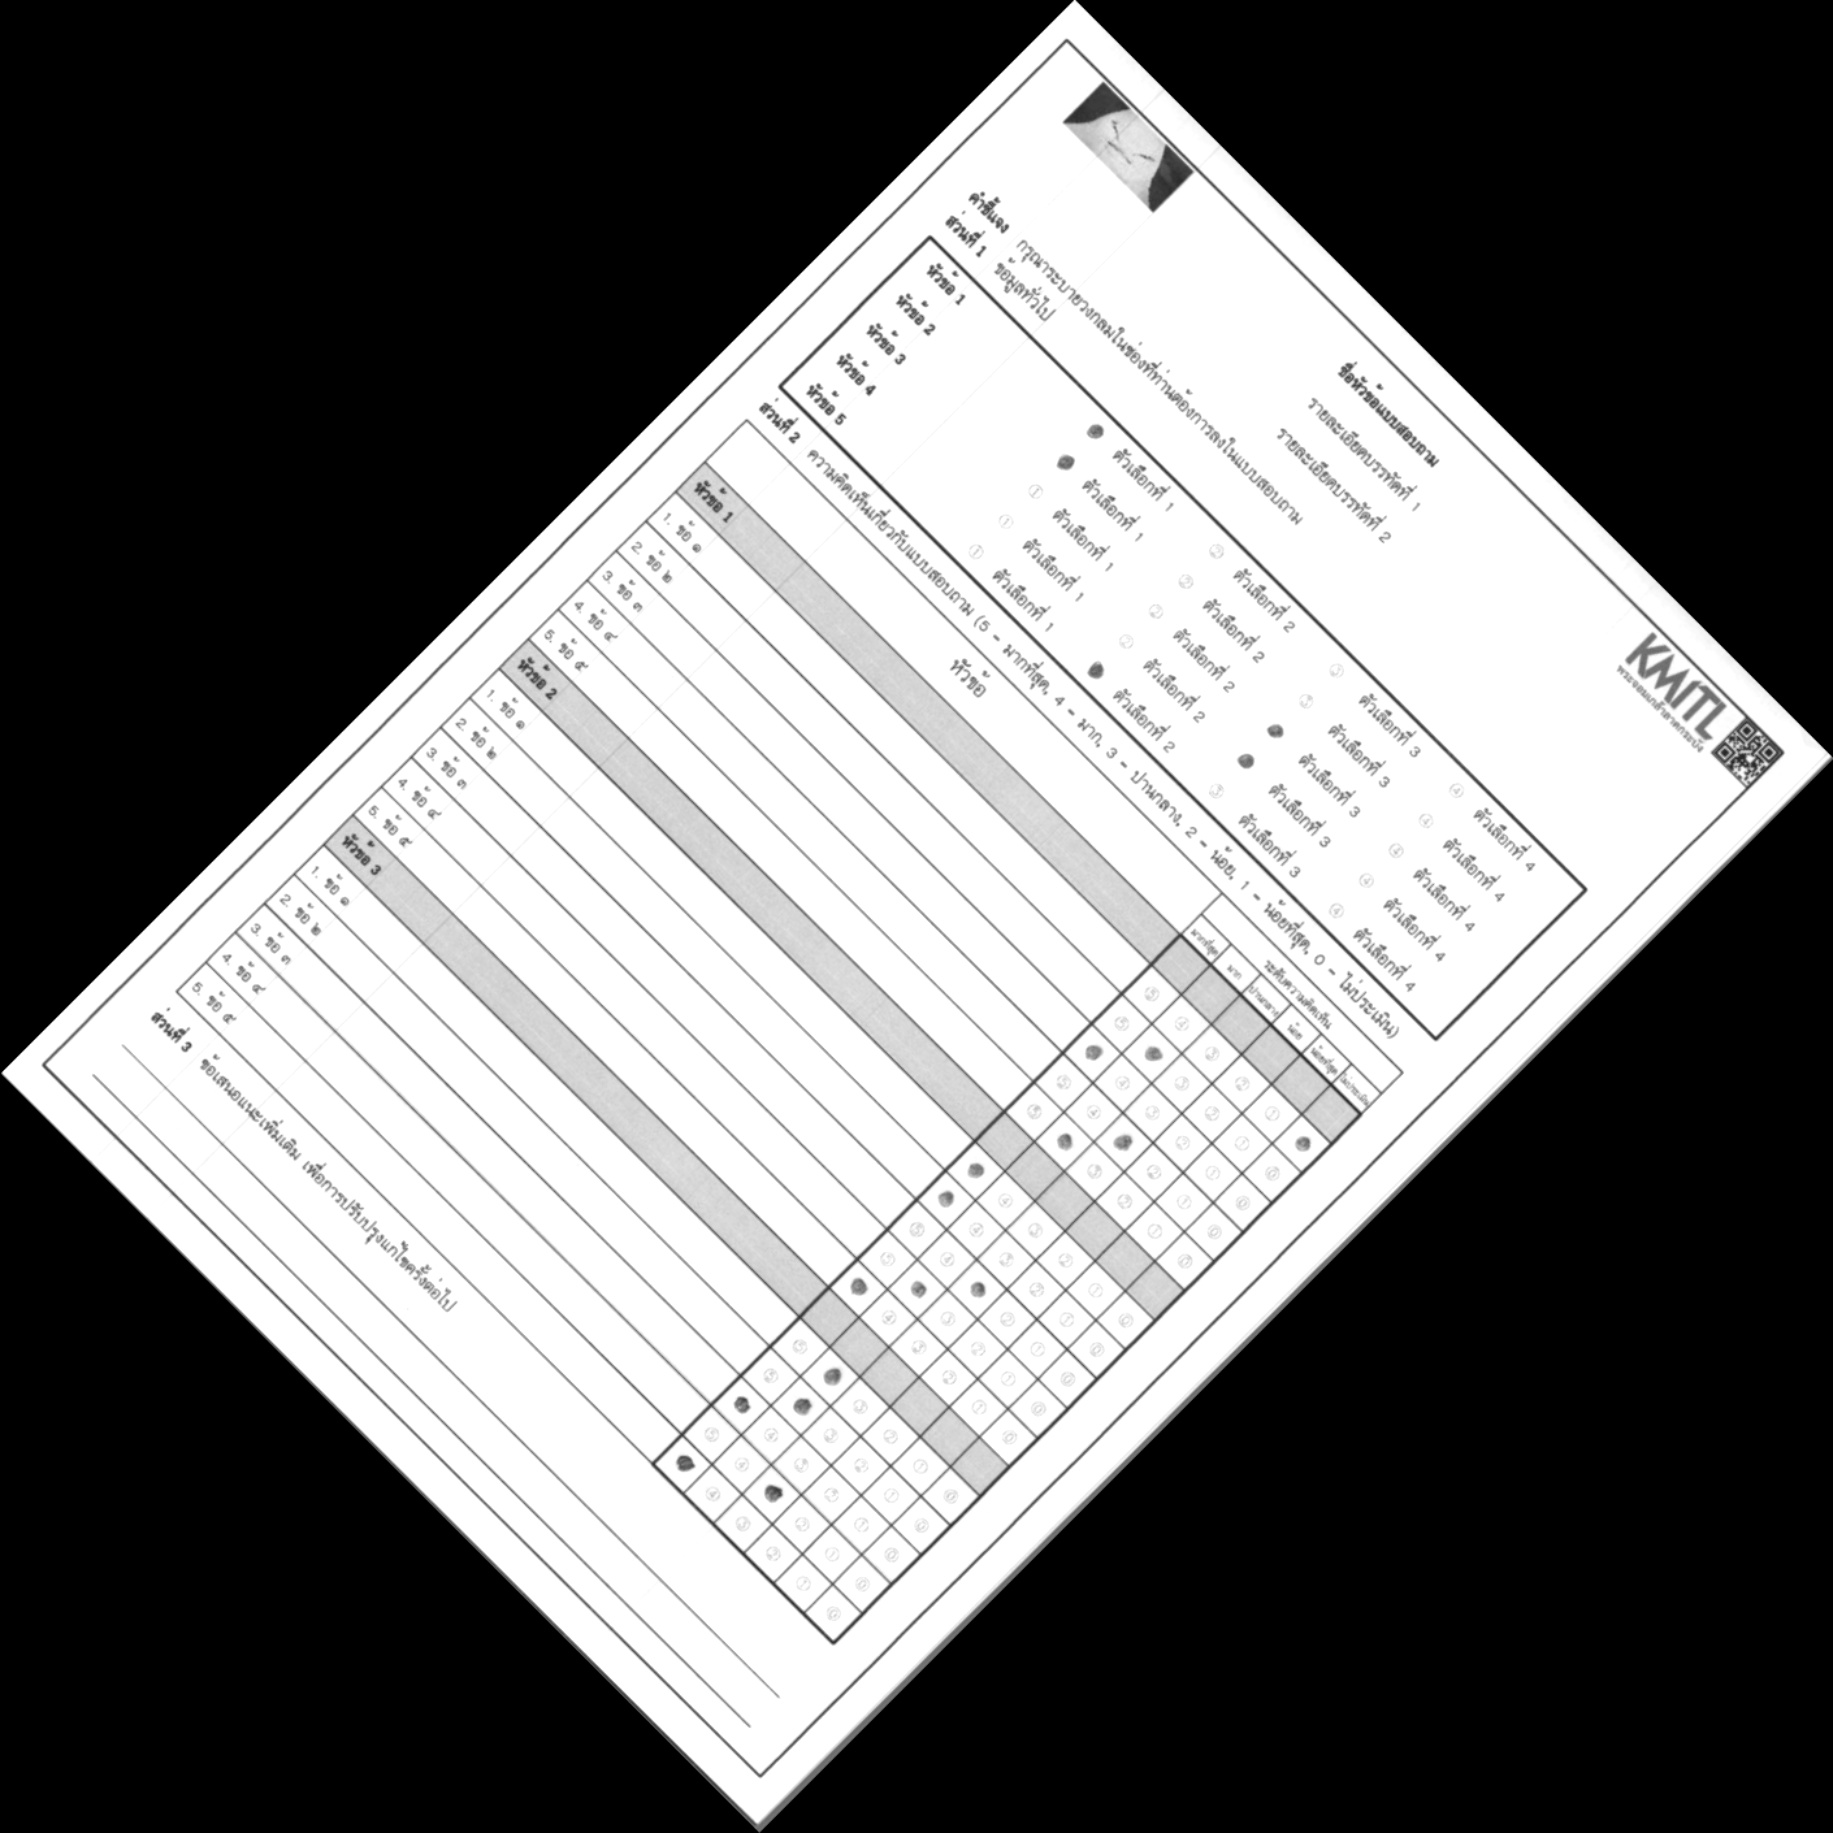 KMITL
พระจอมเกล้าลาดกระบัง
ชื่อหัวข้อแบบสอบถาม
รายละเอียดบรรทัดที่ 1
รายละเอียดบรรทัดที่ 2
คำชี้แจง กรุณาระบายวงกลมในช่องที่ท่านต้องการลงในแบบสอบถาม
ส่วนที่ 1 ข้อมูลทั่วไป
หัวข้อ 1 ตัวเลือกที่ 1 ② ตัวเลือกที่ 2 ③ ตัวเลือกที่ 3 ④ ตัวเลือกที่ 4
หัวข้อ 2 ตัวเลือกที่ 1 ② ตัวเลือกที่ 2 ③ ตัวเลือกที่ 3 ④ ตัวเลือกที่ 4
หัวข้อ 3 ① ตัวเลือกที่ 1 ② ตัวเลือกที่ 2 ตัวเลือกที่ 3 ④ ตัวเลือกที่ 4
หัวข้อ 4 ① ตัวเลือกที่ 1 ② ตัวเลือกที่ 2 ตัวเลือกที่ 3 ④ ตัวเลือกที่ 4
หัวข้อ 5 ① ตัวเลือกที่ 1 ตัวเลือกที่ 2 ③ ตัวเลือกที่ 3 ④ ตัวเลือกที่ 4
ส่วนที่ 2 ความคิดเห็นเกี่ยวกับแบบสอบถาม (5 - มากที่สุด, 4 - มาก, 3 - ปานกลาง, 2 - น้อย, 1 - น้อยที่สุด, 0 - ไม่ประเมิน)
หัวข้อ ระดับความคิดเห็น
มากที่สุด มาก ปานกลาง น้อย น้อยที่สุด ไม่ประเมิน
หัวข้อ 1
1. ข้อ ๑ ⑤ ④ ③ ② ①
2. ข้อ ๒ ⑤ ③ ② ① ⓪
3. ข้อ ๓ ④ ③ ② ① ⓪
4. ข้อ ๔ ⑤ ④ ② ① ⓪
5. ข้อ ๕ ⑤ ③ ② ① ⓪
หัวข้อ 2
1. ข้อ ๑ ④ ③ ② ① ⓪
2. ข้อ ๒ ④ ③ ② ① ⓪
3. ข้อ ๓ ⑤ ④ ② ① ⓪
4. ข้อ ๔ ⑤ ③ ② ① ⓪
5. ข้อ ๕ ④ ③ ② ① ⓪
หัวข้อ 3
1. ข้อ ๑ ⑤ ③ ② ① ⓪
2. ข้อ ๒ ⑤ ③ ② ① ⓪
3. ข้อ ๓ ④ ③ ② ① ⓪
4. ข้อ ๔ ⑤ ④ ② ① ⓪
5. ข้อ ๕ ④ ③ ② ① ⓪
ส่วนที่ 3 ข้อเสนอแนะเพิ่มเติม เพื่อการปรับปรุงแก้ไขครั้งต่อไป